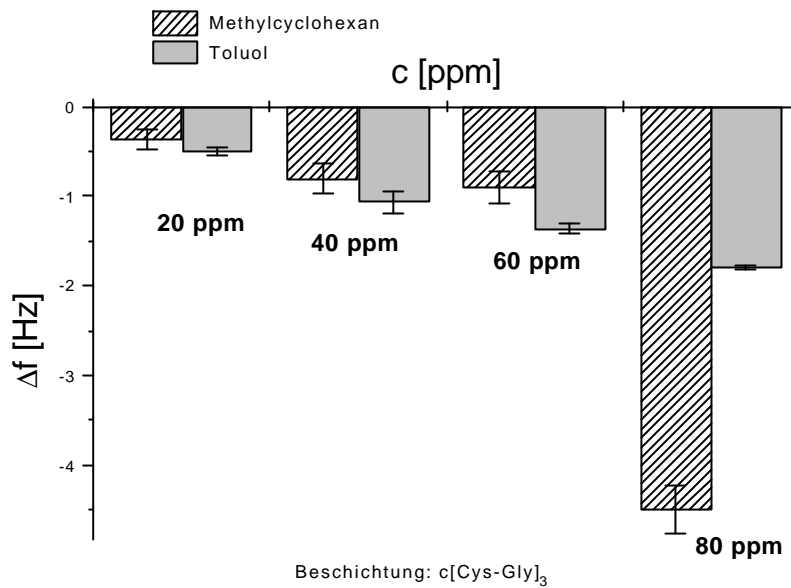 Methylcyclohexan
Toluol
c [ppm]
0
-1
-2
-3
-4
Δf [Hz]
20 ppm
40 ppm
60 ppm
80 ppm
Beschichtung: c[Cys-Gly]₃